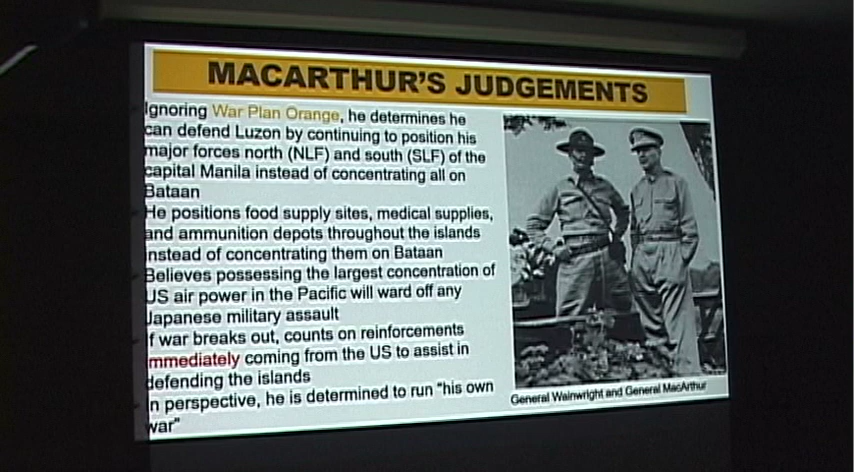 MACARTHUR'S JUDGEMENTS
Ignoring War Plan Orange, he determines he
can defend Luzon by continuing to position his
major forces north (NLF) and south (SLF) of the
capital Manila instead of concentrating all on
Bataan
He positions food supply sites, medical supplies,
and ammunition depots throughout the islands
instead of concentrating them on Bataan
Believes possessing the largest concentration of
US air power in the Pacific will ward off any
Japanese military assault
If war breaks out, counts on reinforcements
immediately coming from the US to assist in
defending the islands
In perspective, he is determined to run "his own
war"
General Wainwright and General MacArthur